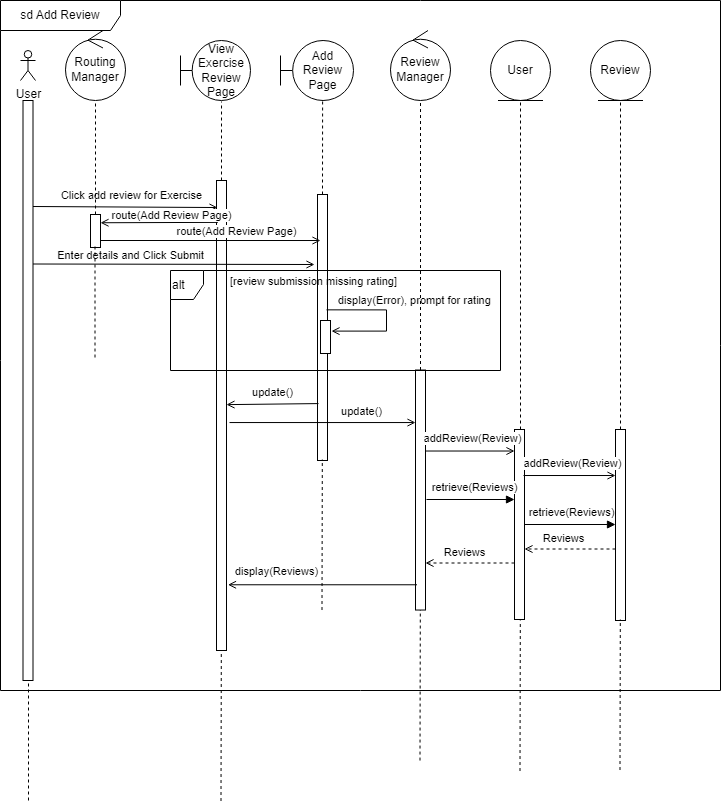 sd Add Review
User
Routing
Manager
View
Exercise
Review
Page
Add
Review
Page
Review
Manager
User
Review
Click add review for Exercise
route(Add Review Page)
route(Add Review Page)
Enter details and Click Submit
alt
[review submission missing rating]
display(Error), prompt for rating
update()
update()
addReview(Review)
addReview(Review)
retrieve(Reviews)
retrieve(Reviews)
Reviews
Reviews
display(Reviews)